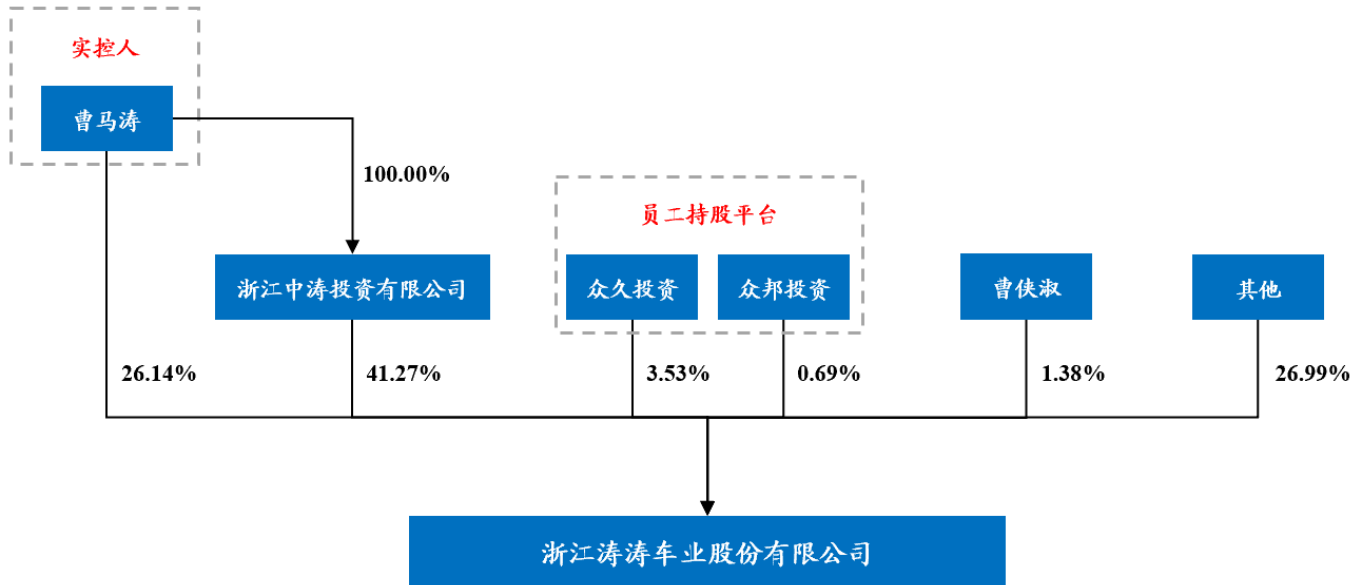 实控人
曹马涛
100.00%
员工持股平台
浙江中涛投资有限公司
众久投资
众邦投资
曹侠淑
其他
26.14%
41.27%
3.53%
0.69%
1.38%
26.99%
浙江涛涛车业股份有限公司